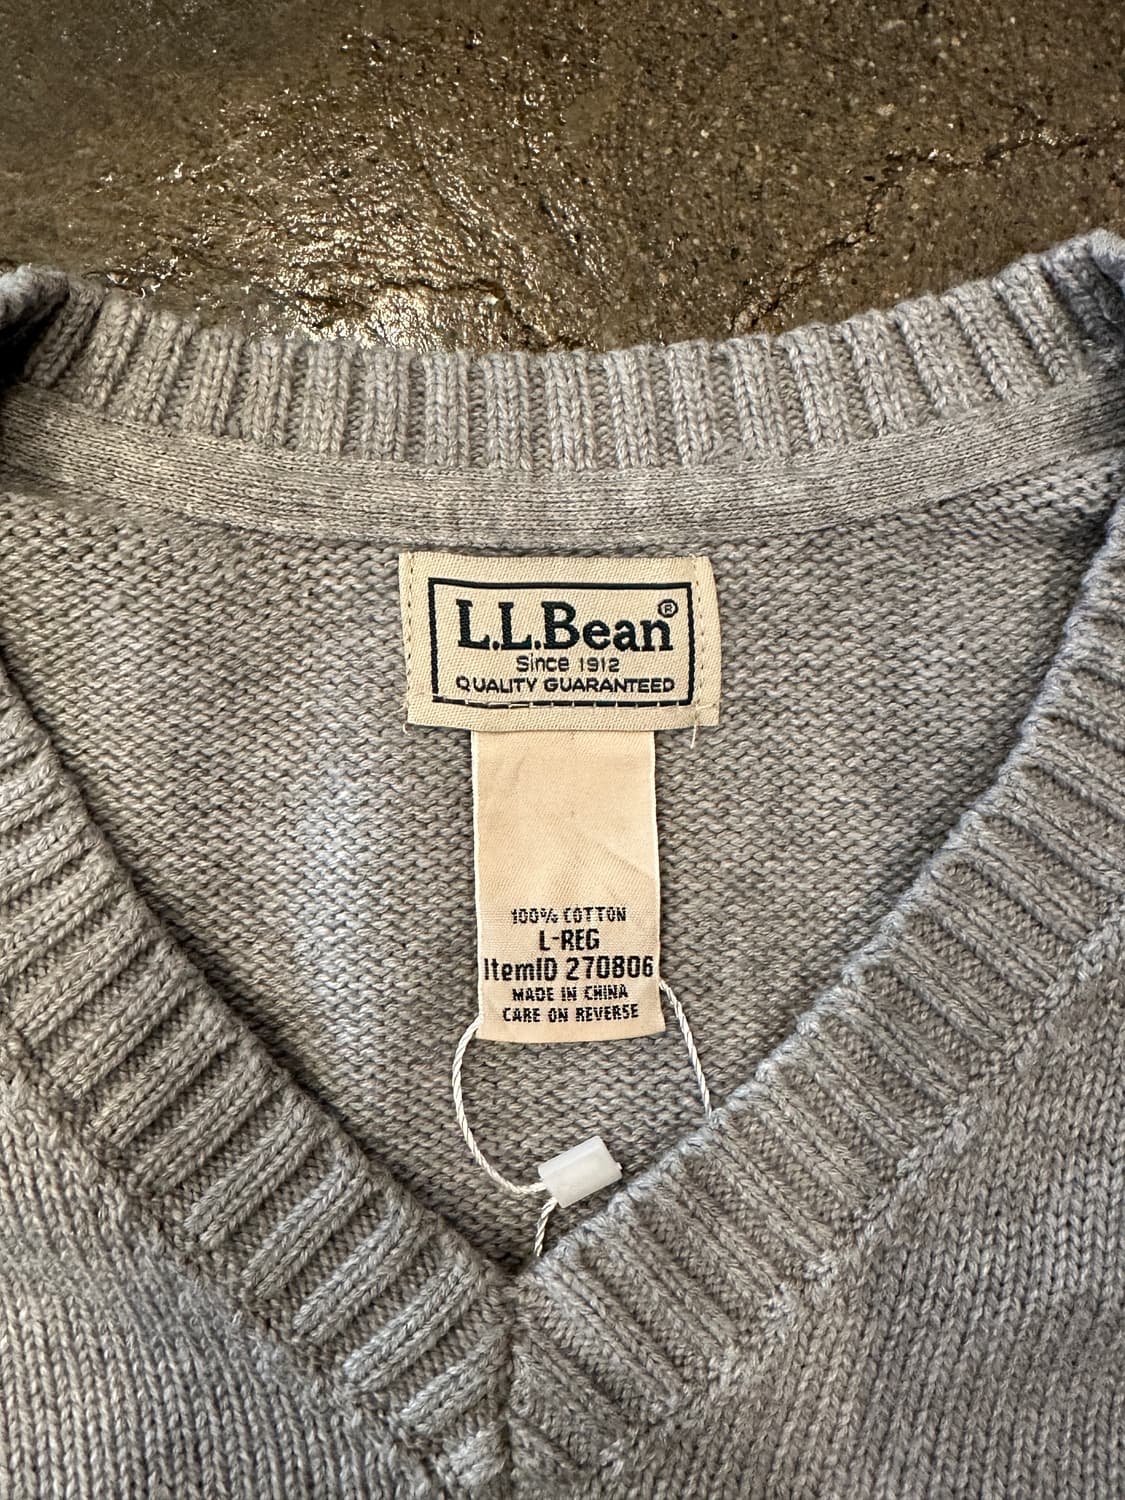 L.L.Bean®
Since 1912
QUALITY GUARANTEED
100% COTTON
L-REG
ItemID 270806
MADE IN CHINA
CARE ON REVERSE